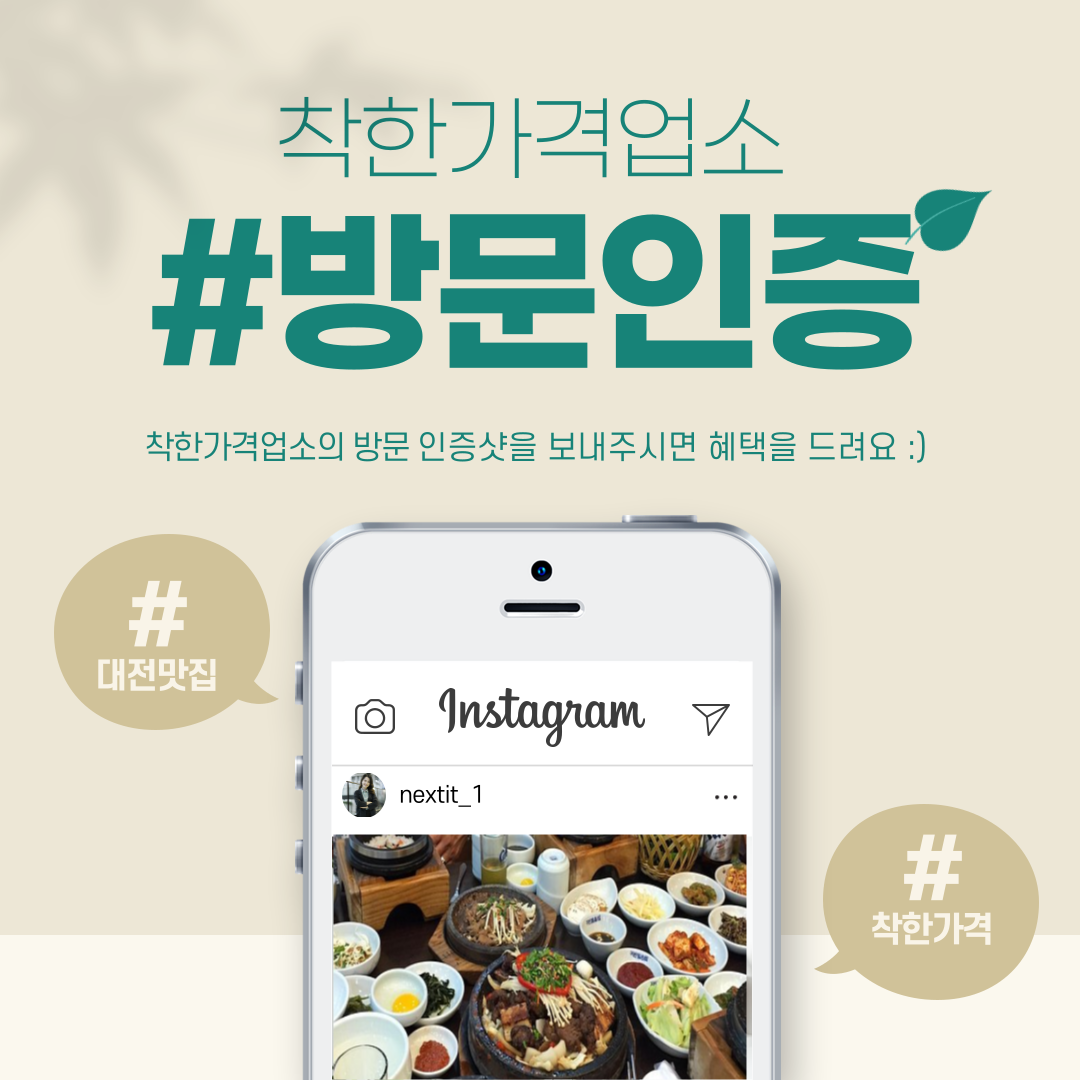 착한가격업소
#방문인증
착한가격업소의 방문 인증샷을 보내주시면 혜택을 드려요 :)
#
대전맛집
Instagram
nextit_1
#
착한가격